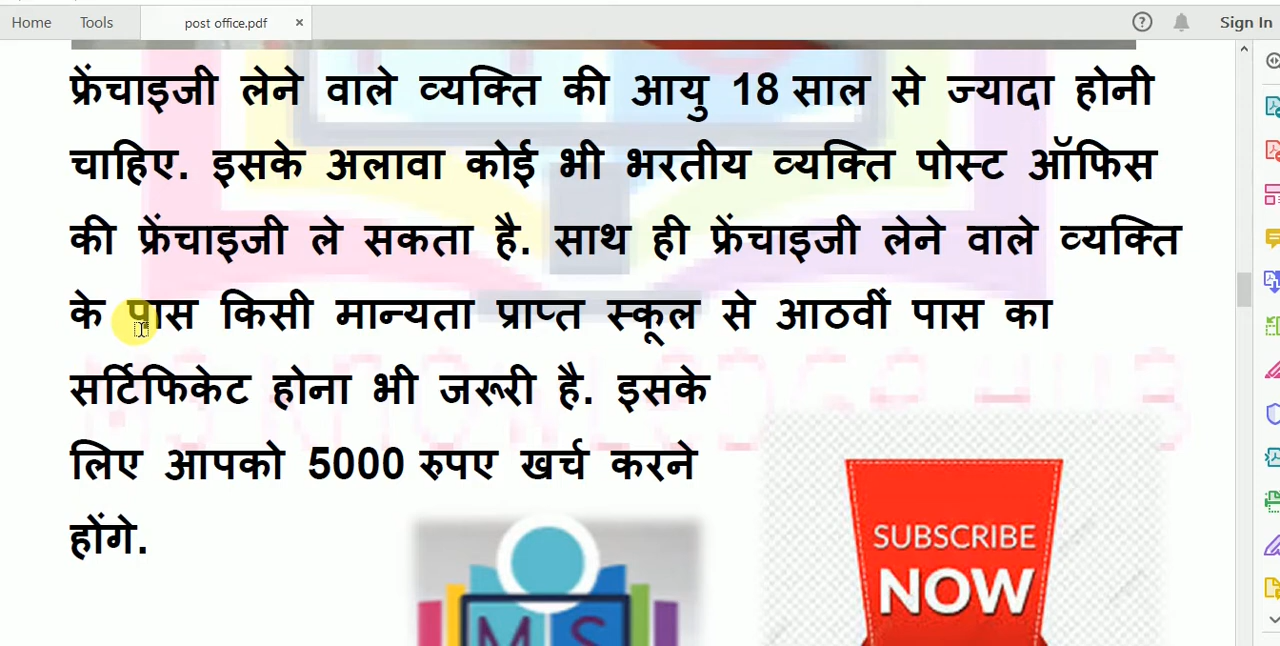 Home Tools post office.pdf × Sign In
फ्रेंचाइजी लेने वाले व्यक्ति की आयु 18 साल से ज्यादा होनी
चाहिए. इसके अलावा कोई भी भरतीय व्यक्ति पोस्ट ऑफिस
की फ्रेंचाइजी ले सकता है. साथ ही फ्रेंचाइजी लेने वाले व्यक्ति
के पास किसी मान्यता प्राप्त स्कूल से आठवीं पास का
सर्टिफिकेट होना भी जरूरी है. इसके
लिए आपको 5000 रुपए खर्च करने
होंगे.
SUBSCRIBE
NOW
M S